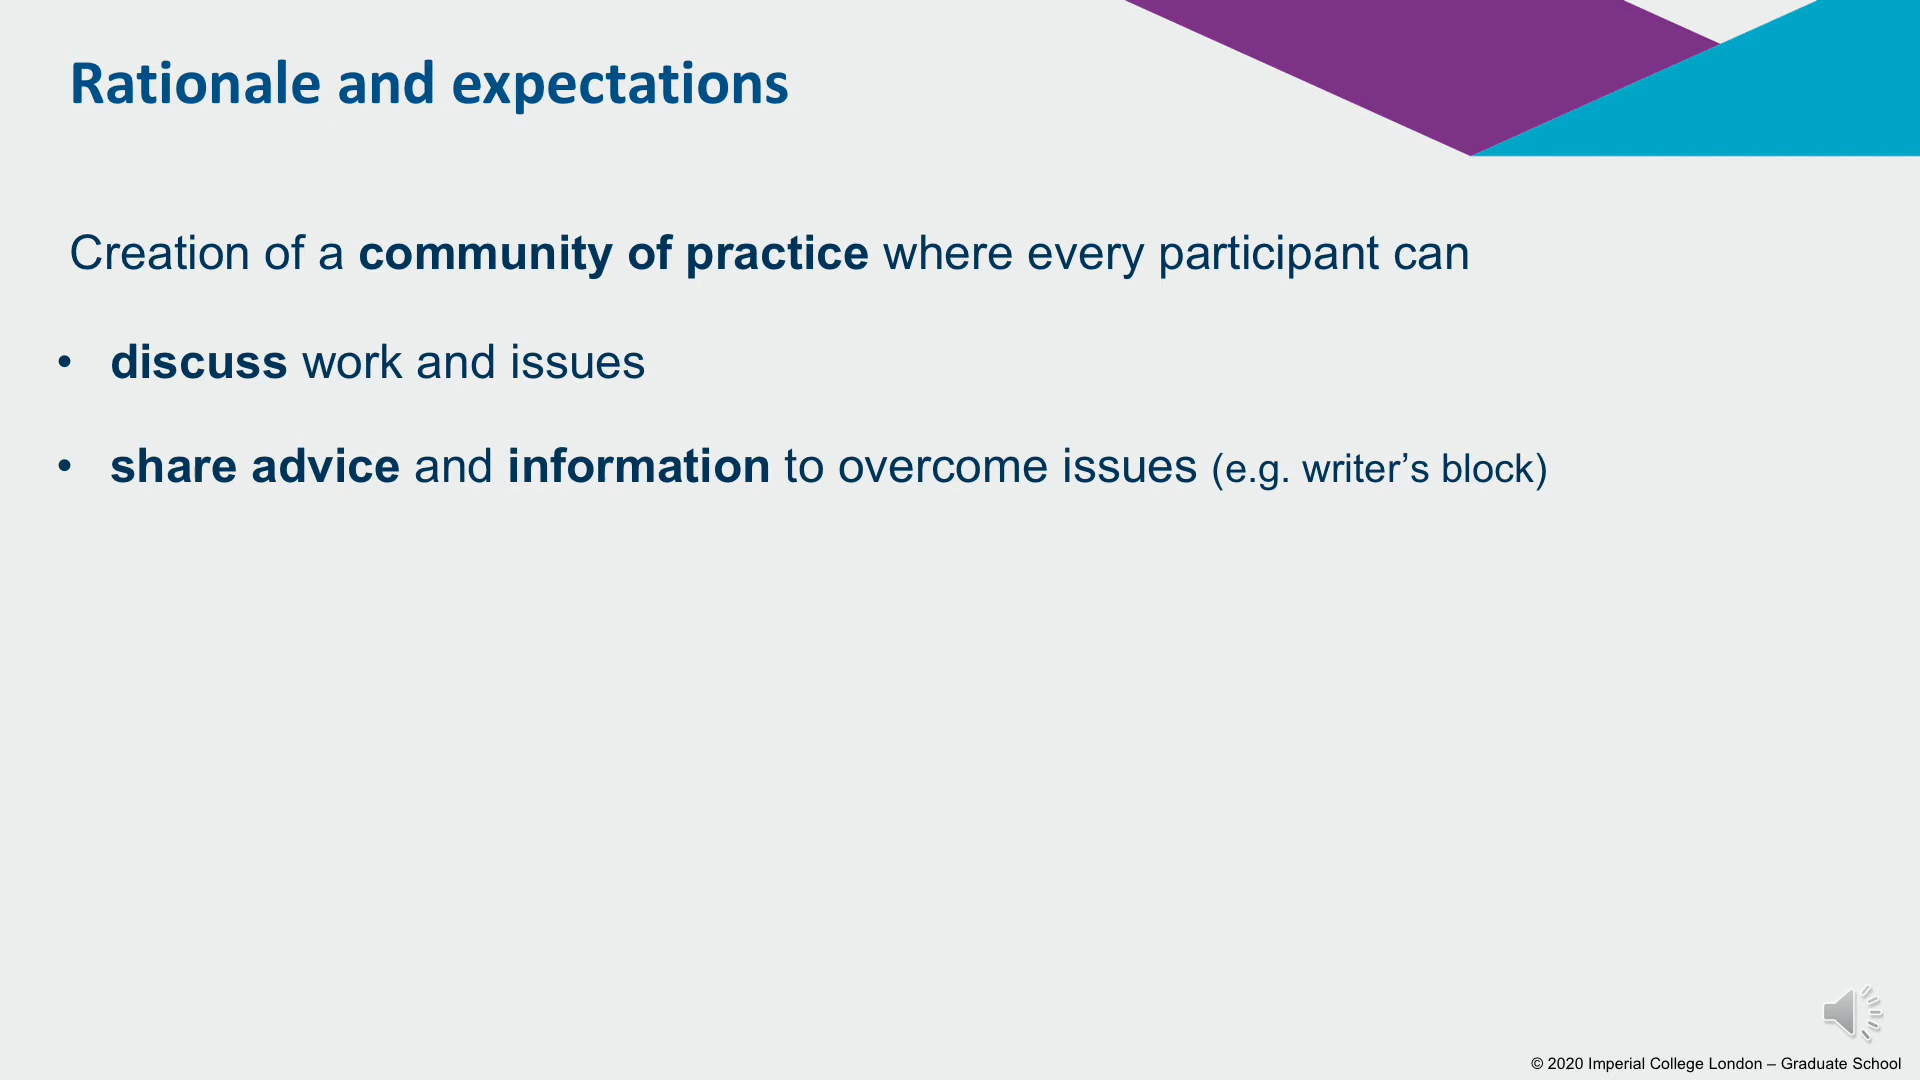 Rationale and expectations
Creation of a community of practice where every participant can
• discuss work and issues
• share advice and information to overcome issues (e.g. writer’s block)
© 2020 Imperial College London – Graduate School